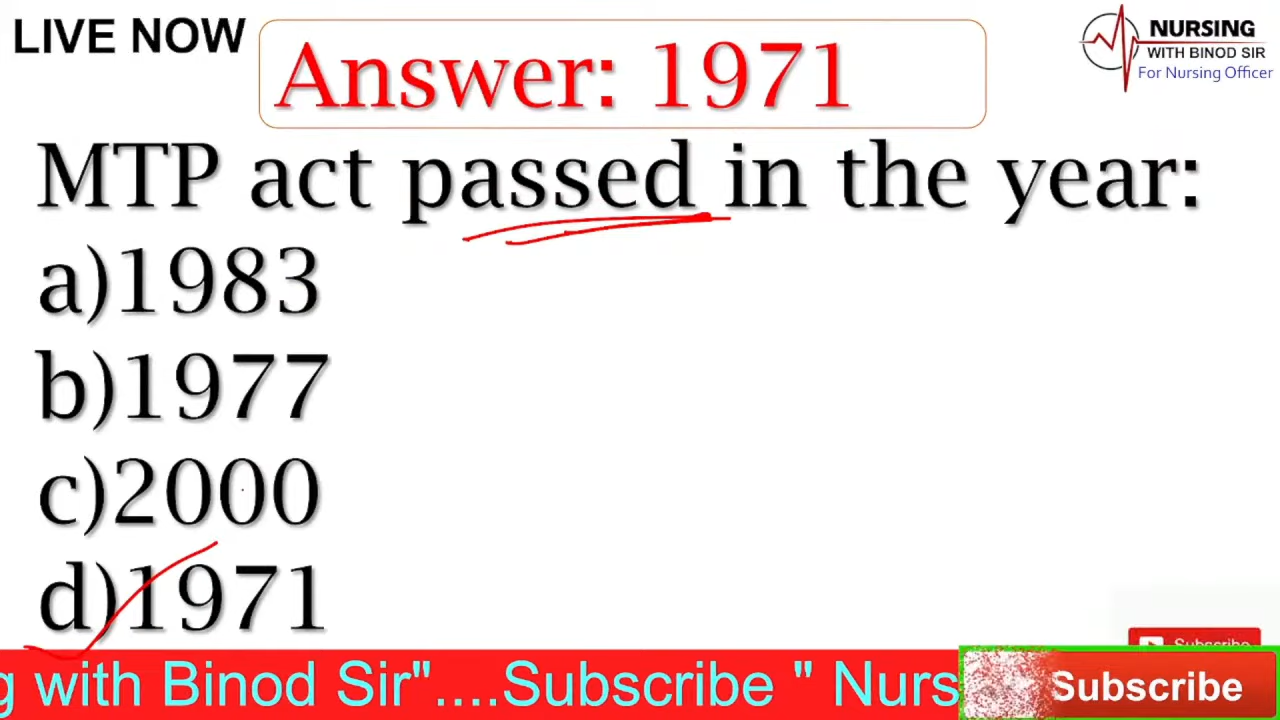 LIVE NOW
Answer: 1971
NURSING
WITH BINOD SIR
For Nursing Officer
MTP act passed in the year:
a)1983
b)1977
c)2000
d)1971
Subscribe
g with Binod Sir"....Subscribe " Nurs
Subscribe